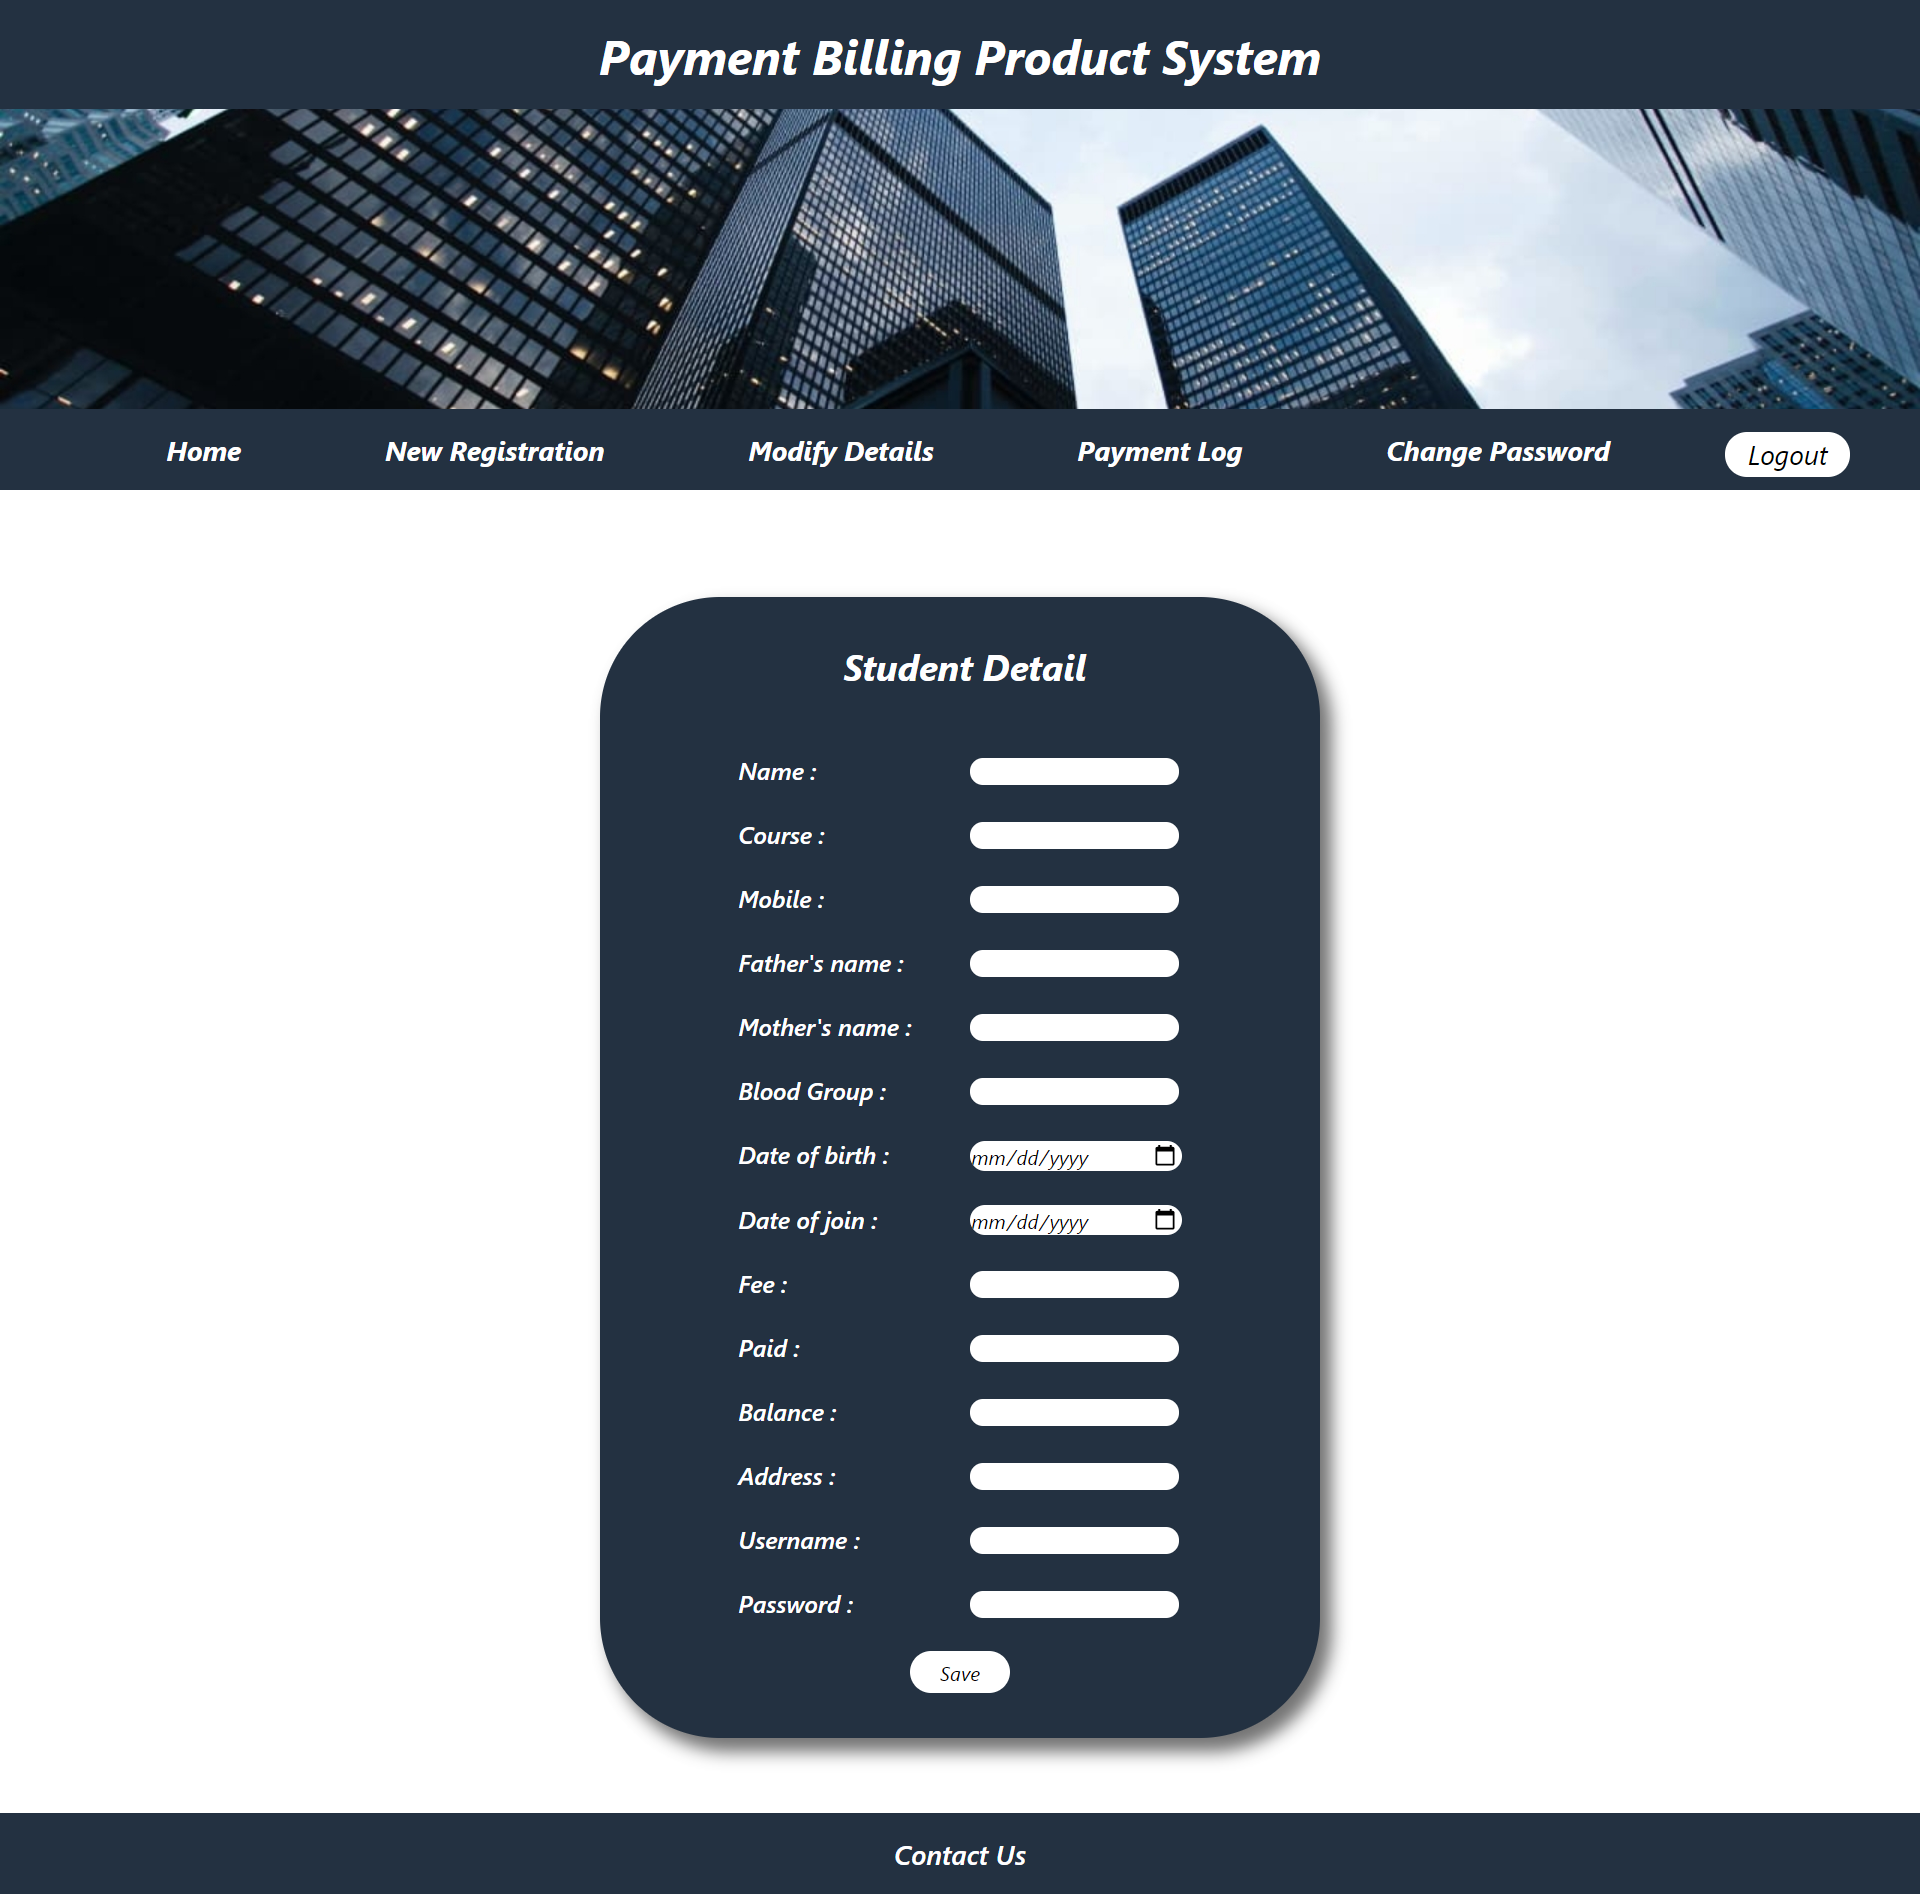 Payment Billing Product System
Home New Registration Modify Details Payment Log Change Password Logout
Student Detail
Name :
Course :
Mobile :
Father's name :
Mother's name :
Blood Group :
Date of birth : mm/dd/yyyy
Date of join : mm/dd/yyyy
Fee :
Paid :
Balance :
Address :
Username :
Password :
Save
Contact Us